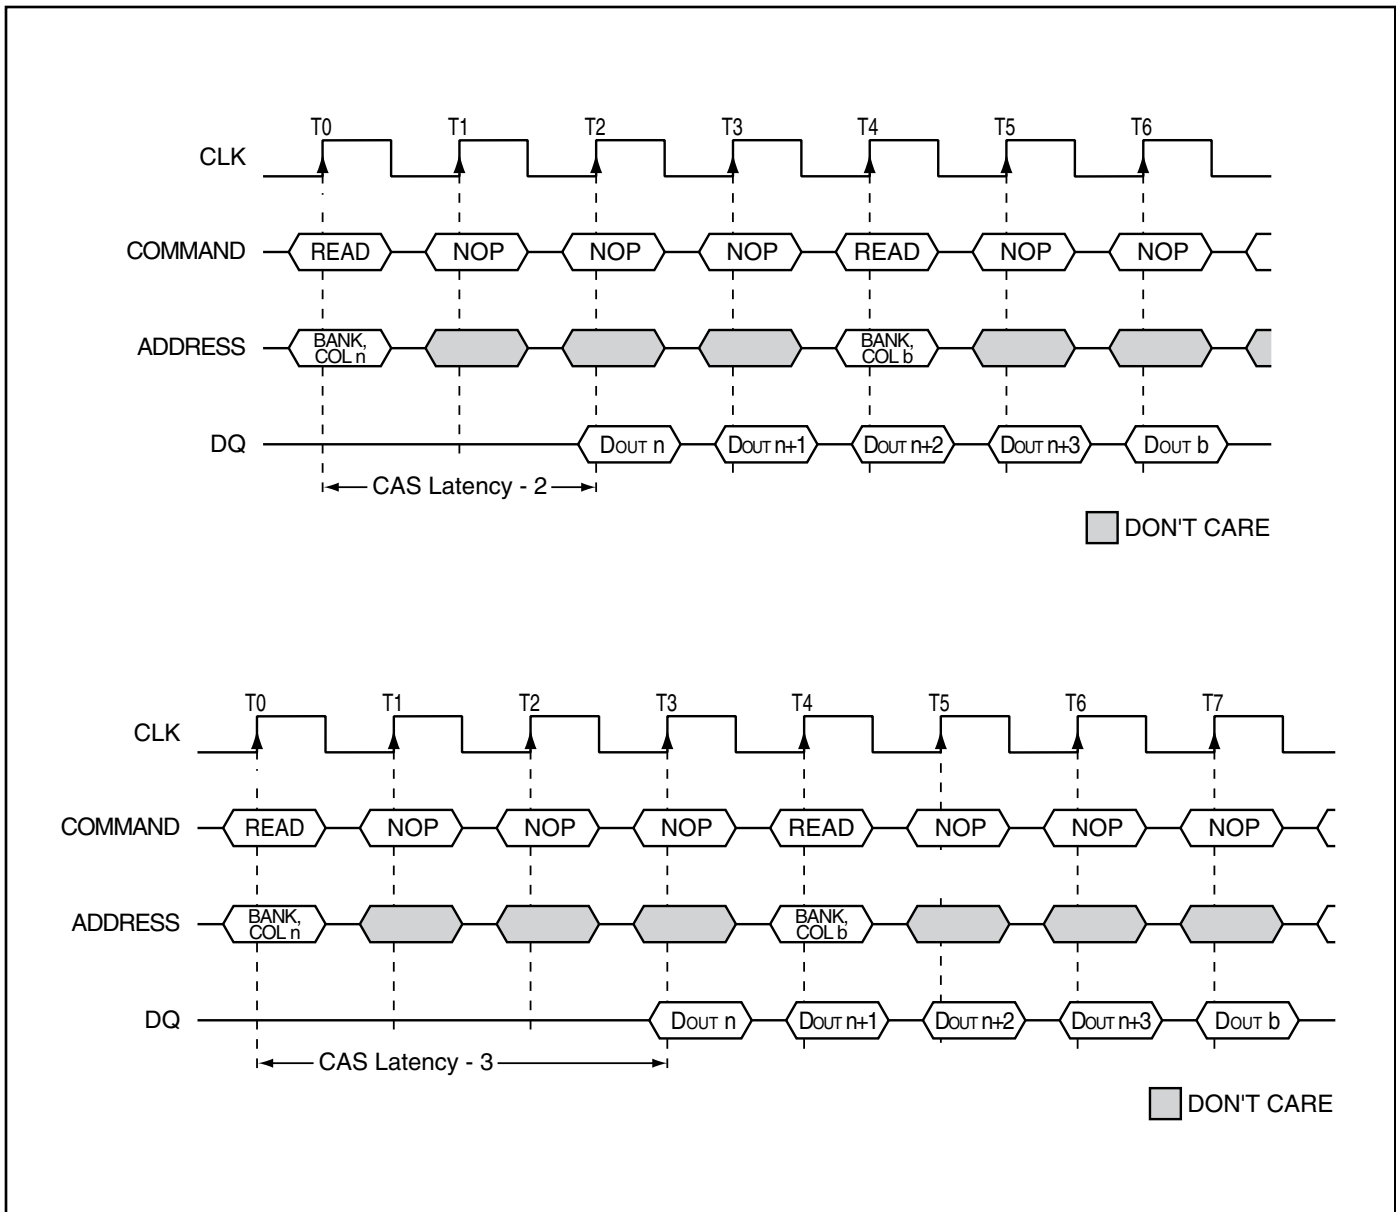 T0 T1 T2 T3 T4 T5 T6
CLK
COMMAND READ NOP NOP NOP READ NOP NOP
ADDRESS BANK, COL n BANK, COL b
DQ DOUT n DOUT n+1 DOUT n+2 DOUT n+3 DOUT b
CAS Latency - 2
DON'T CARE
T0 T1 T2 T3 T4 T5 T6 T7
CLK
COMMAND READ NOP NOP NOP READ NOP NOP NOP
ADDRESS BANK, COL n BANK, COL b
DQ DOUT n DOUT n+1 DOUT n+2 DOUT n+3 DOUT b
CAS Latency - 3
DON'T CARE